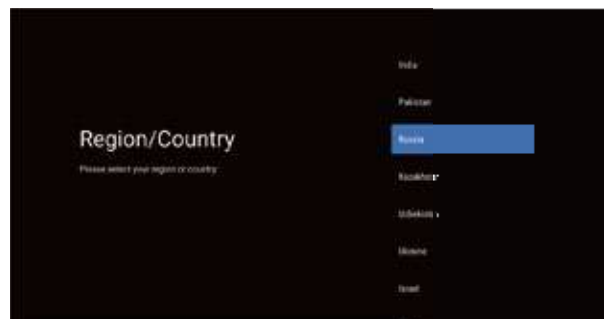 Region/Country
Please select your region or country
India
Pakistan
Russia
Kazakhstan
Uzbekistan
Ukraine
Israel